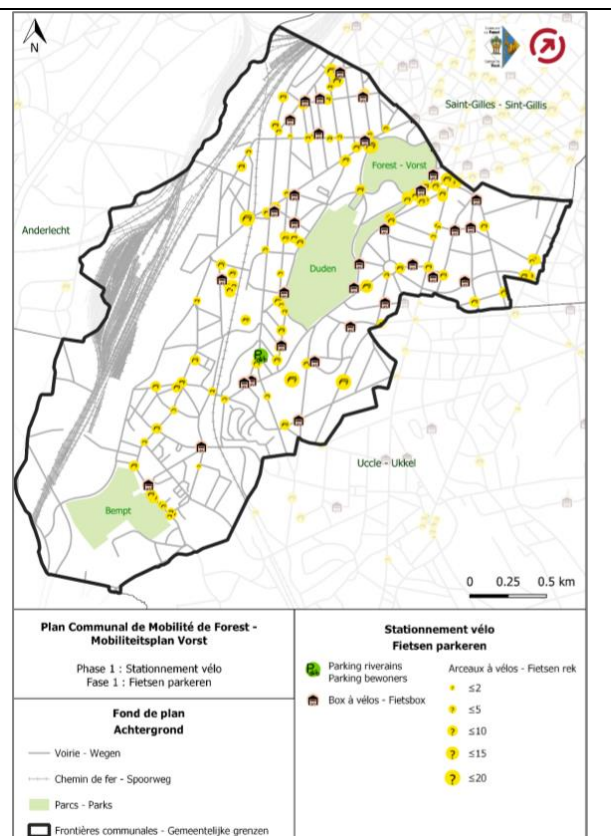 N
Saint-Gilles - Sint-Gillis
Forest - Vorst
Anderlecht
Duden
Uccle - Ukkel
Bempt
0 0.25 0.5 km
Plan Communal de Mobilité de Forest -
Mobiliteitsplan Vorst
Phase 1 : Stationnement vélo
Fase 1 : Fietsen parkeren
Fond de plan
Achtergrond
Voirie - Wegen
Chemin de fer - Spoorweg
Parcs - Parks
Frontières communales - Gemeentelijke grenzen
Stationnement vélo
Fietsen parkeren
Parking riverains
Parking bewoners
Box à vélos - Fietsbox
Arceaux à vélos - Fietsen rek
≤2
≤5
≤10
≤15
≤20